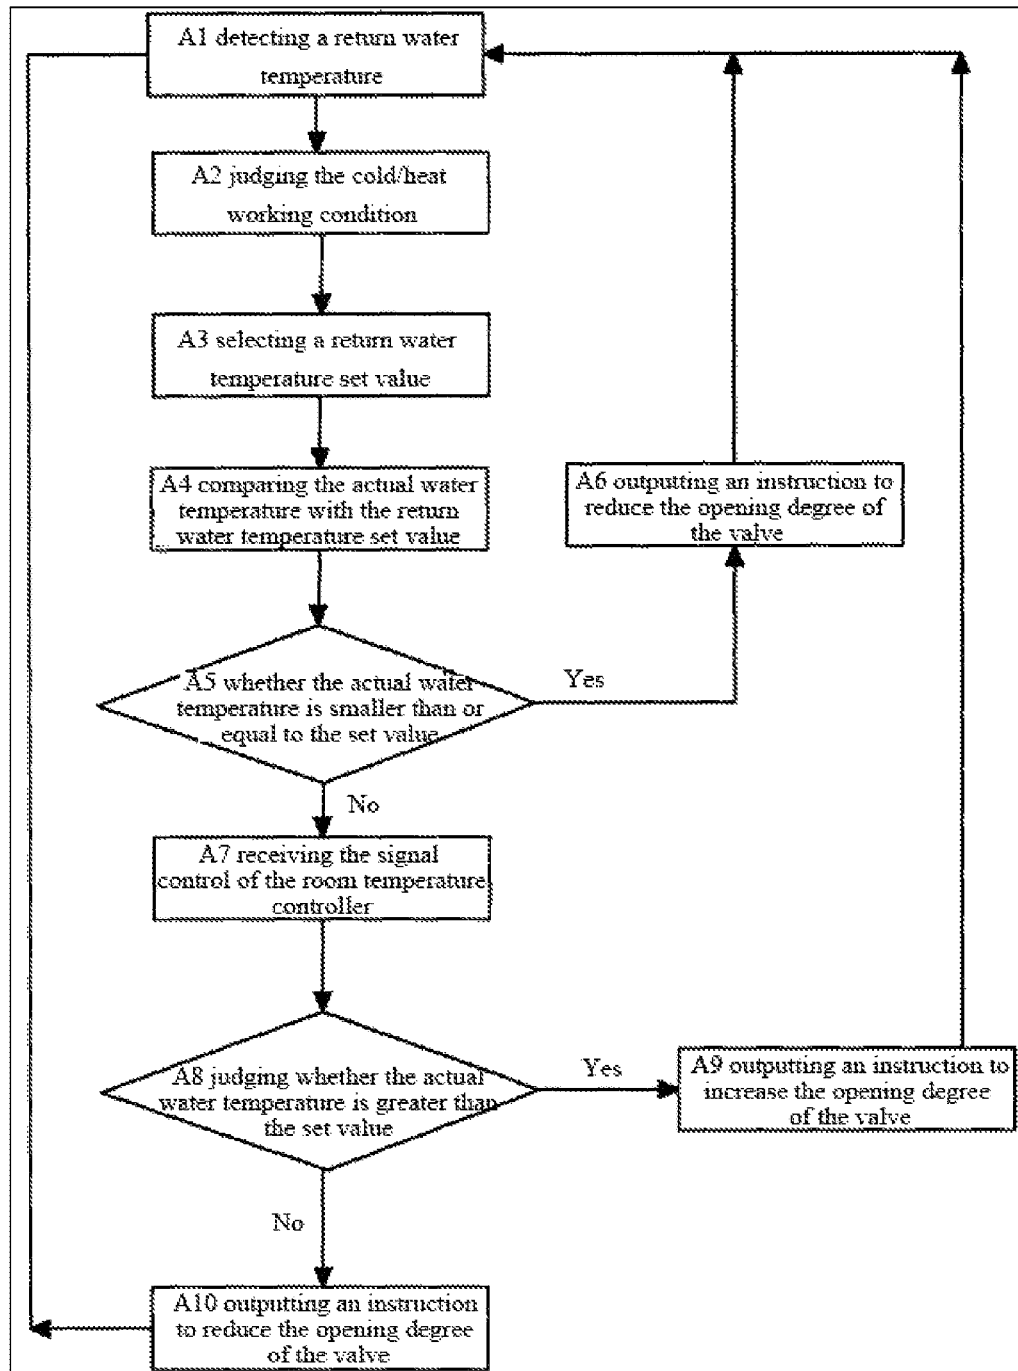 A1 detecting a return water
temperature
A2 judging the cold/heat
working condition
A3 selecting a return water
temperature set value
A4 comparing the actual water
temperature with the return
water temperature set value
A6 outputting an instruction to
reduce the opening degree of
the valve
A5 whether the actual water
temperature is smaller than or
equal to the set value
Yes
No
A7 receiving the signal
control of the room temperature
controller
A8 judging whether the actual
water temperature is greater than
the set value
Yes
A9 outputting an instruction to
increase the opening degree
of the valve
No
A10 outputting an instruction
to reduce the opening degree
of the valve